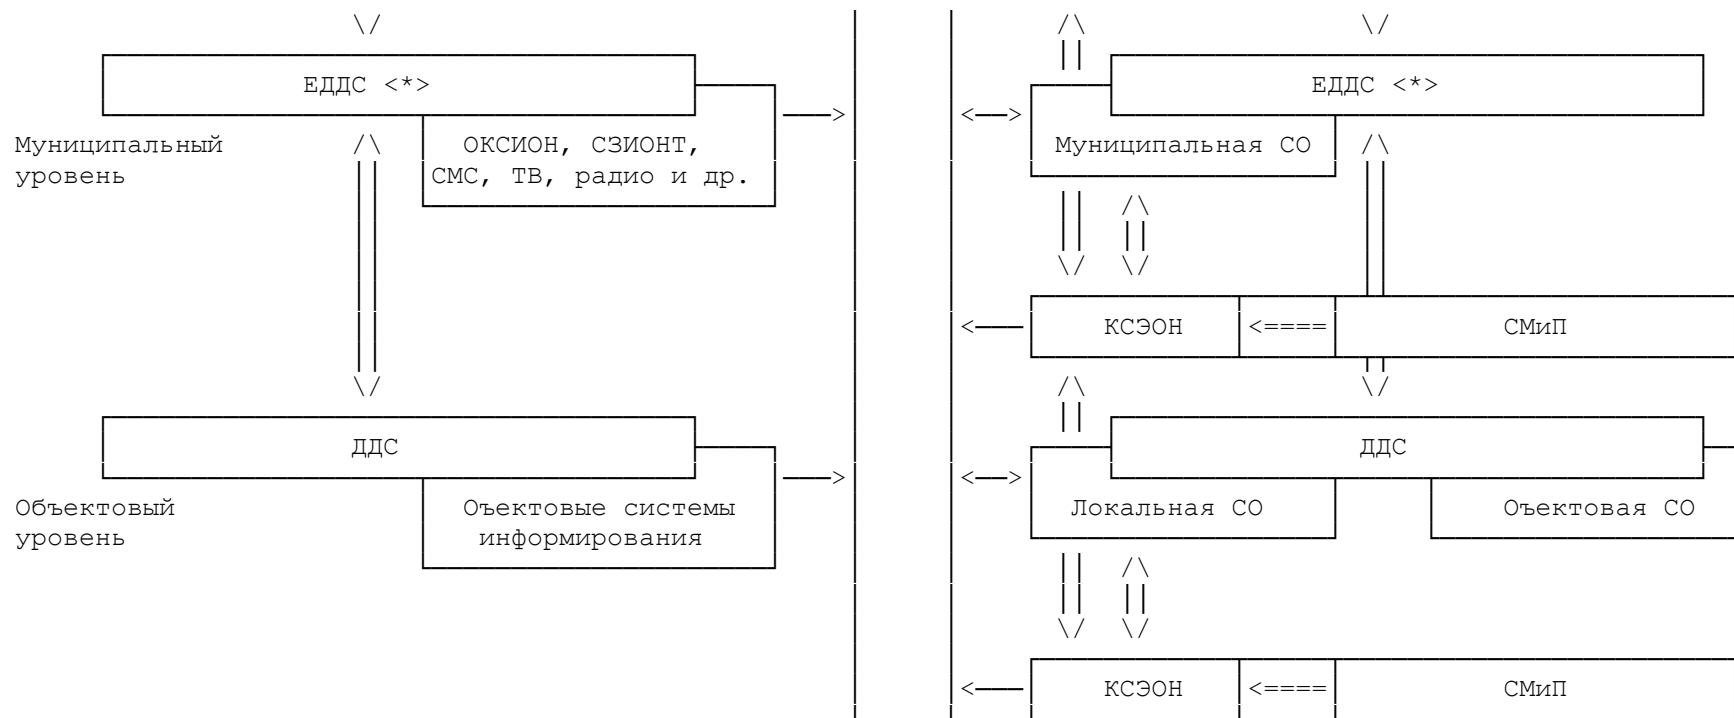 ЕДДС <*> ЕДДС <*>
Муниципальный ОКСИОН, СЗИОНТ, Муниципальная СО
уровень СМС, ТВ, радио и др.
КСЭОН СМиП
ДДС ДДС
Объектовый Оъектовые системы Локальная СО Оъектовая СО
уровень информирования
КСЭОН СМиП